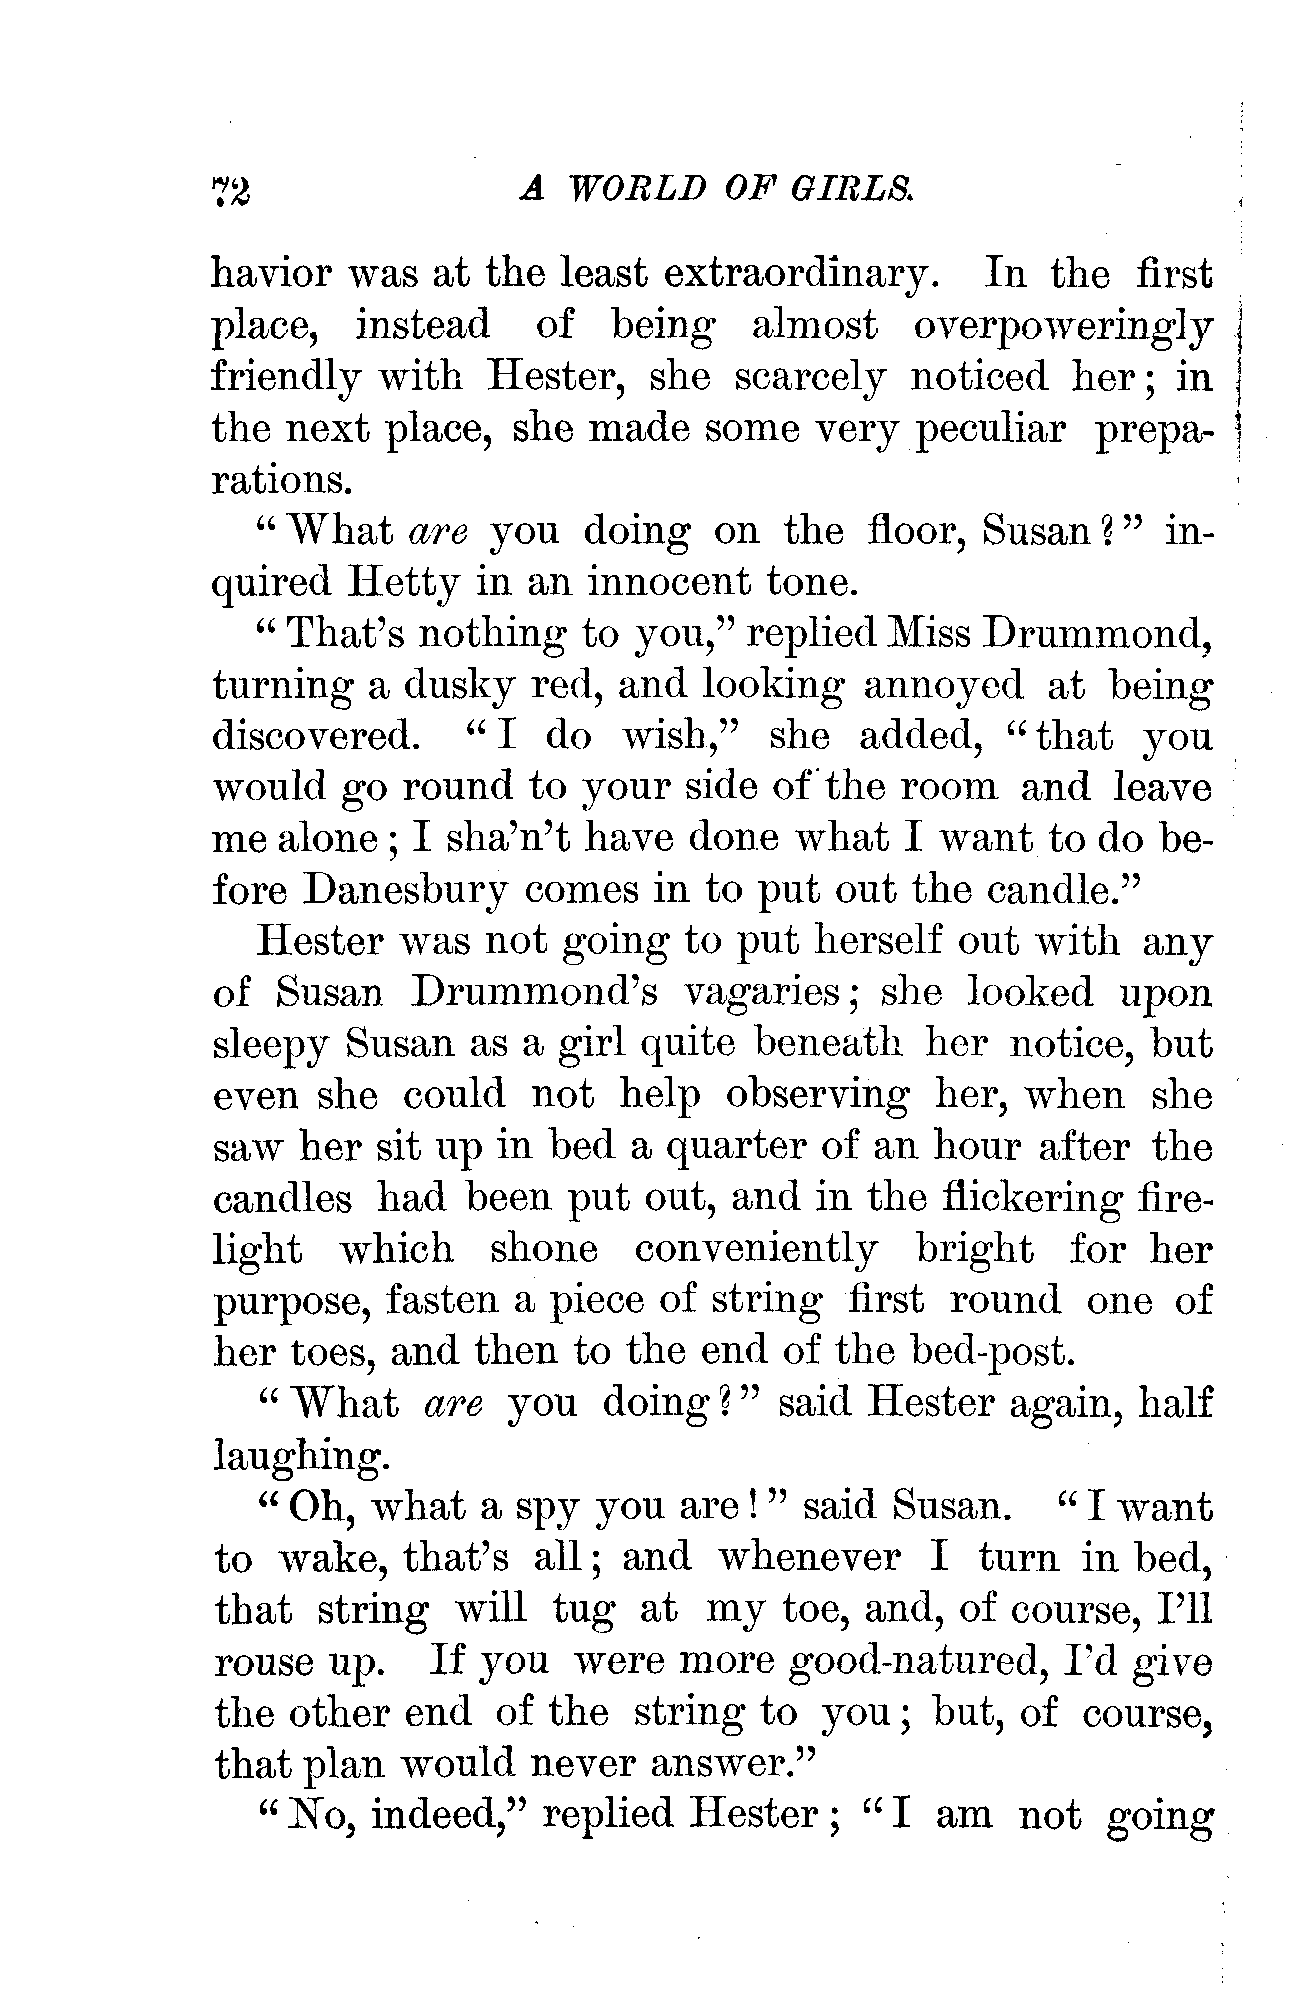 72 A WORLD OF GIRLS.
havior was at the least extraordinary. In the first
place, instead of being almost overpoweringly
friendly with Hester, she scarcely noticed her; in
the next place, she made some very peculiar prepa-
rations.
"What are you doing on the floor, Susan?" in-
quired Hetty in an innocent tone.
"That's nothing to you," replied Miss Drummond,
turning a dusky red, and looking annoyed at being
discovered. "I do wish," she added, "that you
would go round to your side of the room and leave
me alone; I sha'n't have done what I want to do be-
fore Danesbury comes in to put out the candle."
Hester was not going to put herself out with any
of Susan Drummond's vagaries; she looked upon
sleepy Susan as a girl quite beneath her notice, but
even she could not help observing her, when she
saw her sit up in bed a quarter of an hour after the
candles had been put out, and in the flickering fire-
light which shone conveniently bright for her
purpose, fasten a piece of string first round one of
her toes, and then to the end of the bed-post.
"What are you doing?" said Hester again, half
laughing.
"Oh, what a spy you are!" said Susan. "I want
to wake, that's all; and whenever I turn in bed,
that string will tug at my toe, and, of course, I'll
rouse up. If you were more good-natured, I'd give
the other end of the string to you; but, of course,
that plan would never answer."
"No, indeed," replied Hester; "I am not going